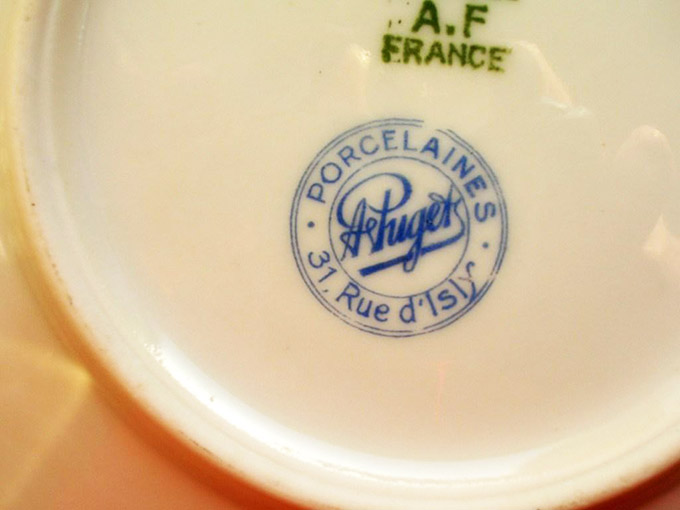 A.F
FRANCE
PORCELAINES
A. Puget
31, Rue d'Isly